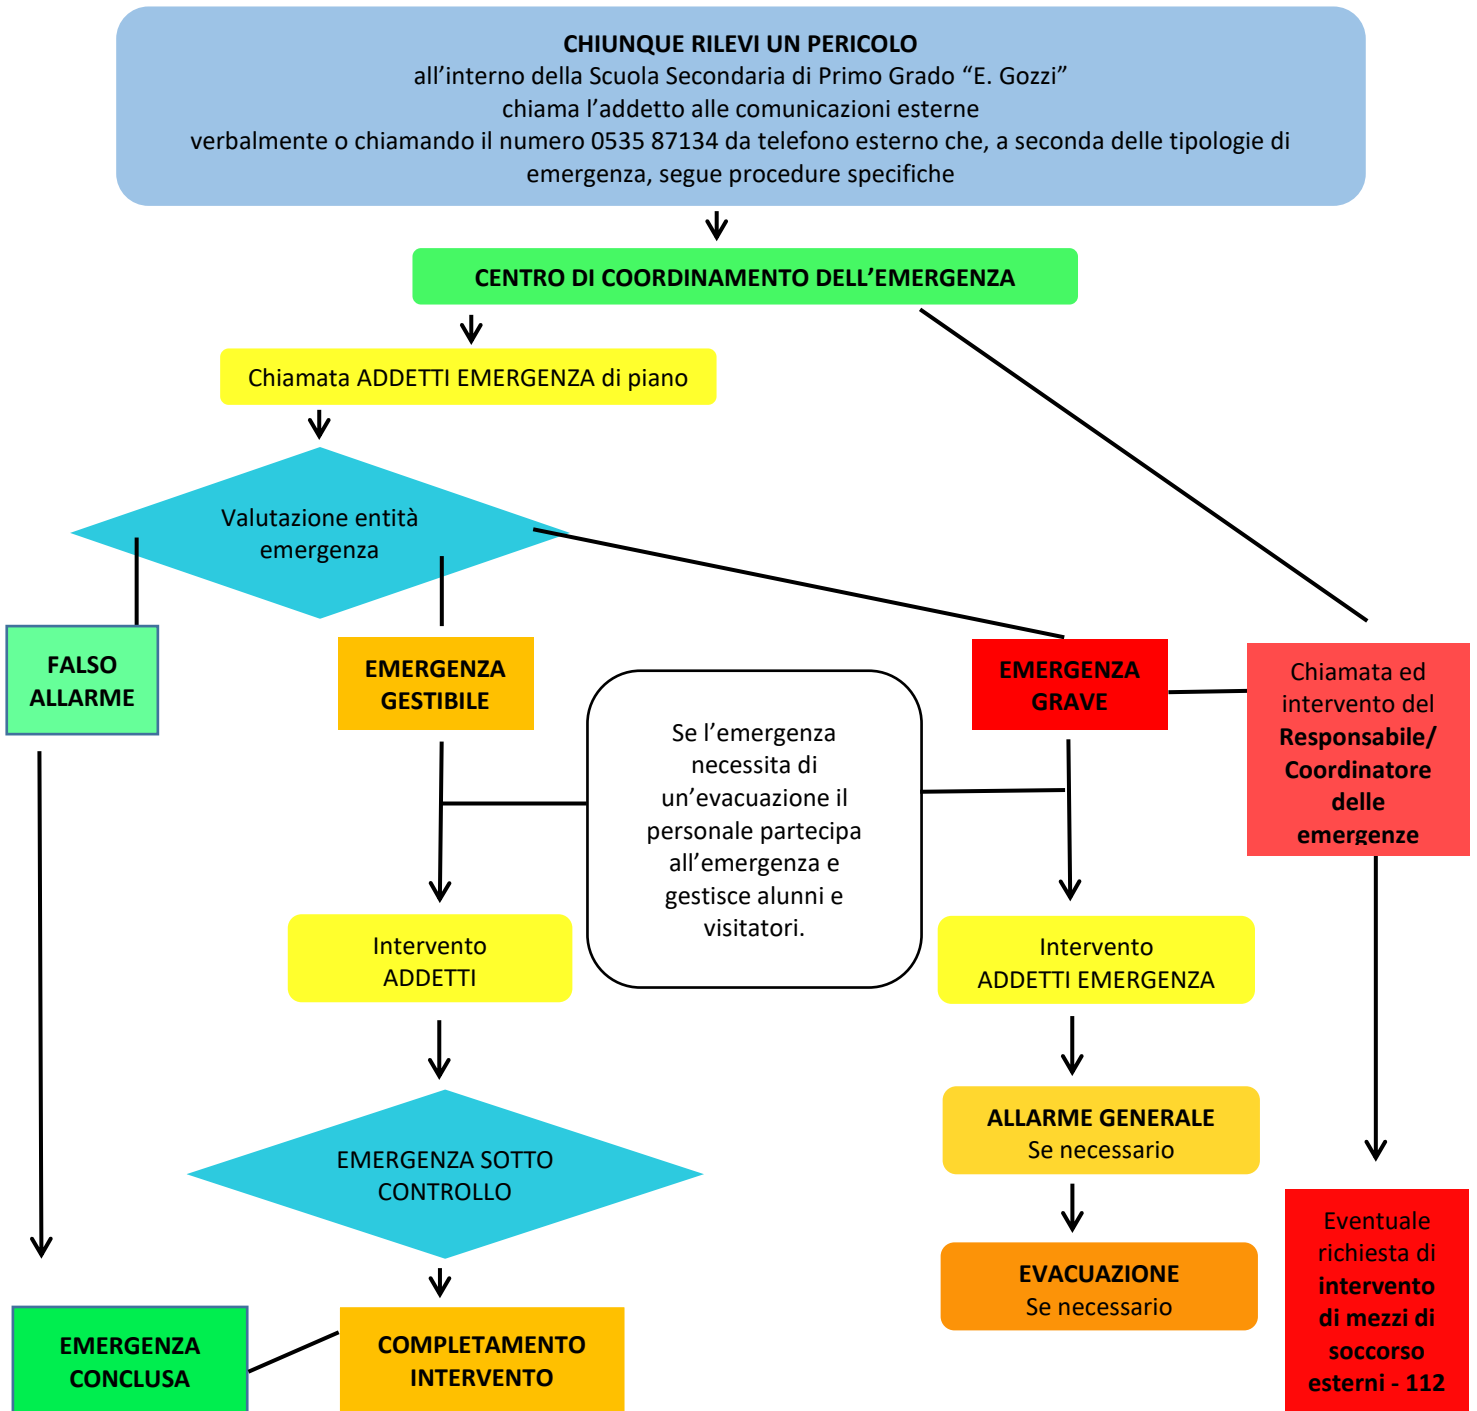 CHIUNQUE RILEVI UN PERICOLO
all’interno della Scuola Secondaria di Primo Grado “E. Gozzi”
chiama l’addetto alle comunicazioni esterne
verbalmente o chiamando il numero 0535 87134 da telefono esterno che, a seconda delle tipologie di
emergenza, segue procedure specifiche
CENTRO DI COORDINAMENTO DELL’EMERGENZA
Chiamata ADDETTI EMERGENZA di piano
Valutazione entità
emergenza
FALSO
ALLARME
EMERGENZA
GESTIBILE
EMERGENZA
GRAVE
Chiamata ed
intervento del
Responsabile/
Coordinatore
delle
emergenze
Se l’emergenza
necessita di
un’evacuazione il
personale partecipa
all’emergenza e
gestisce alunni e
visitatori.
Intervento
ADDETTI
Intervento
ADDETTI EMERGENZA
EMERGENZA SOTTO
CONTROLLO
ALLARME GENERALE
Se necessario
EVACUAZIONE
Se necessario
Eventuale
richiesta di
intervento
di mezzi di
soccorso
esterni - 112
EMERGENZA
CONCLUSA
COMPLETAMENTO
INTERVENTO